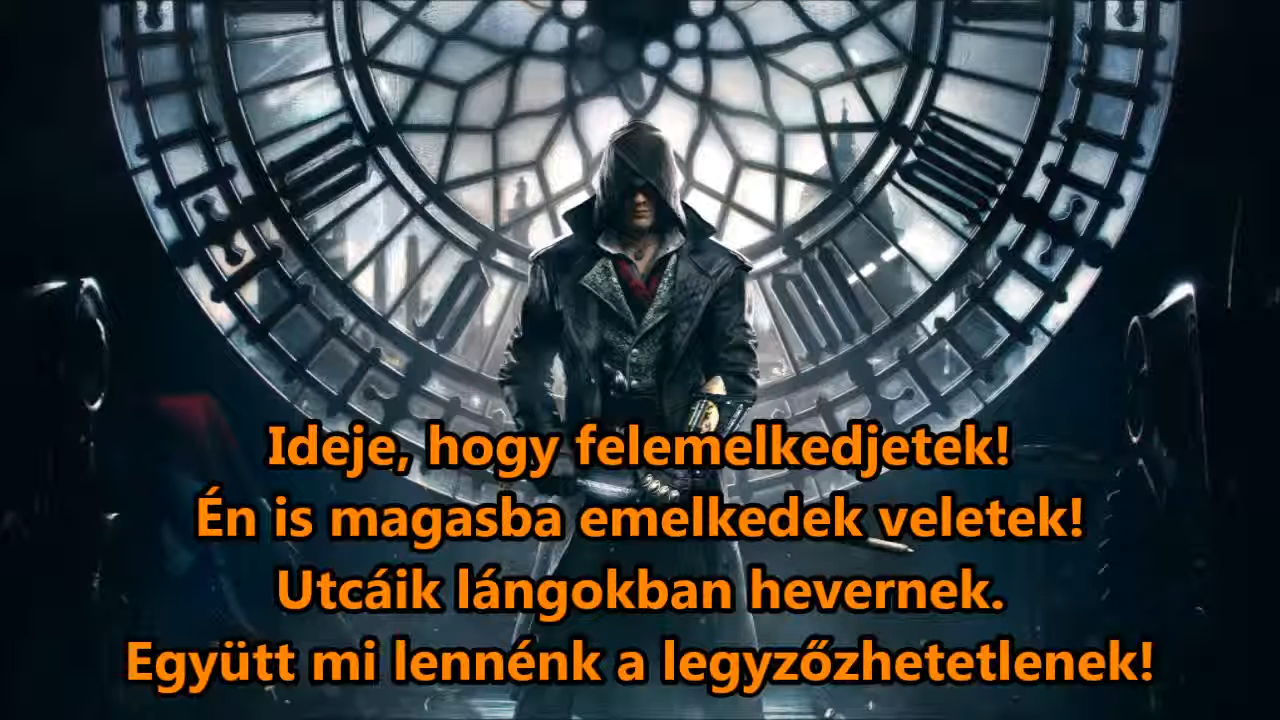 Ideje, hogy felemelkedjetek!
Én is magasba emelkedek veletek!
Utcáik lángokban hevernek.
Együtt mi lennénk a legyzőzhetetlenek!